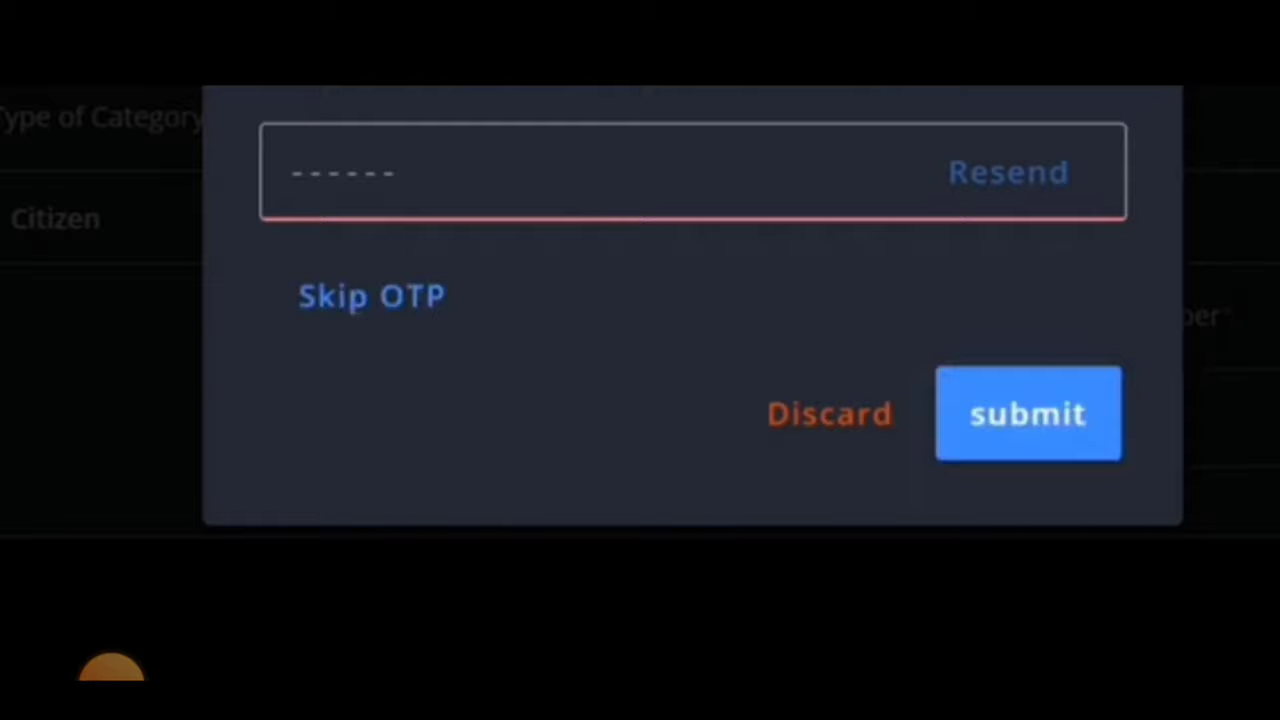 Type of Category
------
Resend
Citizen
Skip OTP
Discard
submit